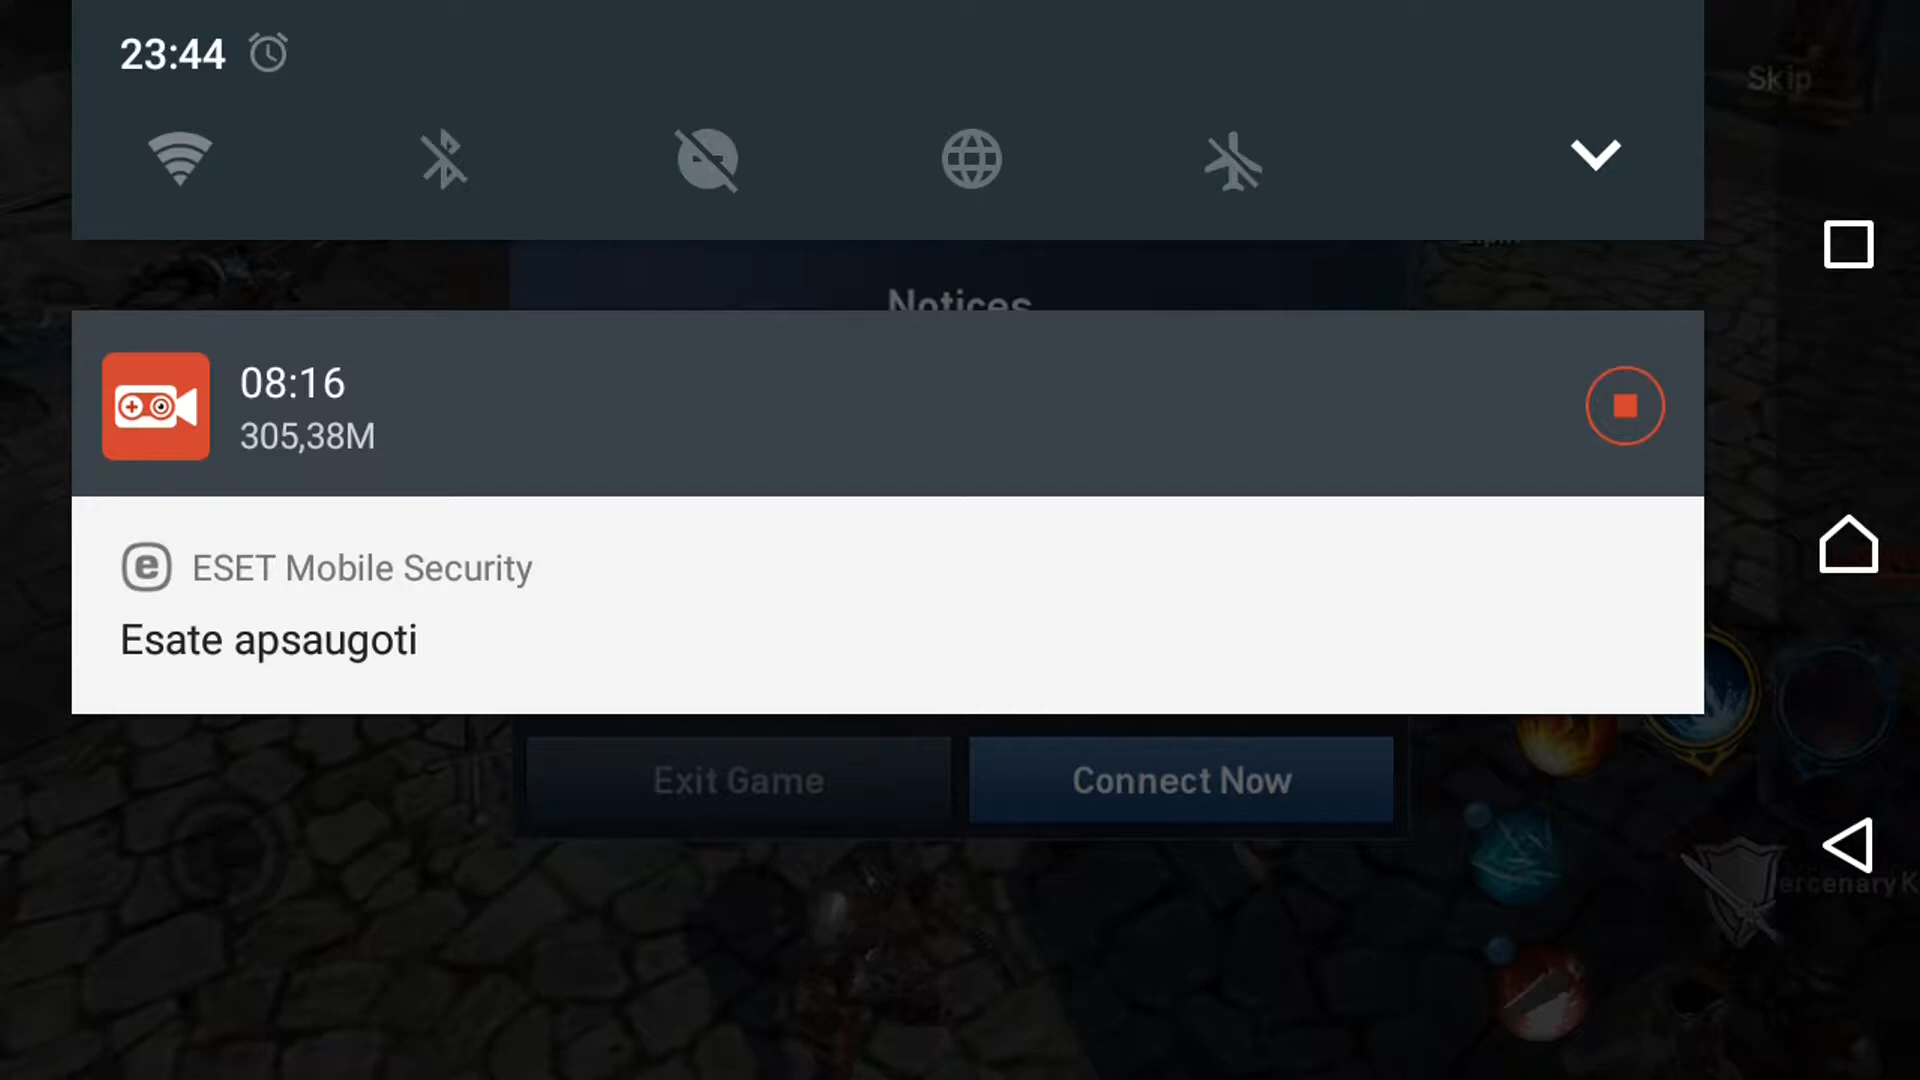 23:44
Skip
Notices
08:16
305,38M
ESET Mobile Security
Esate apsaugoti
Exit Game
Connect Now